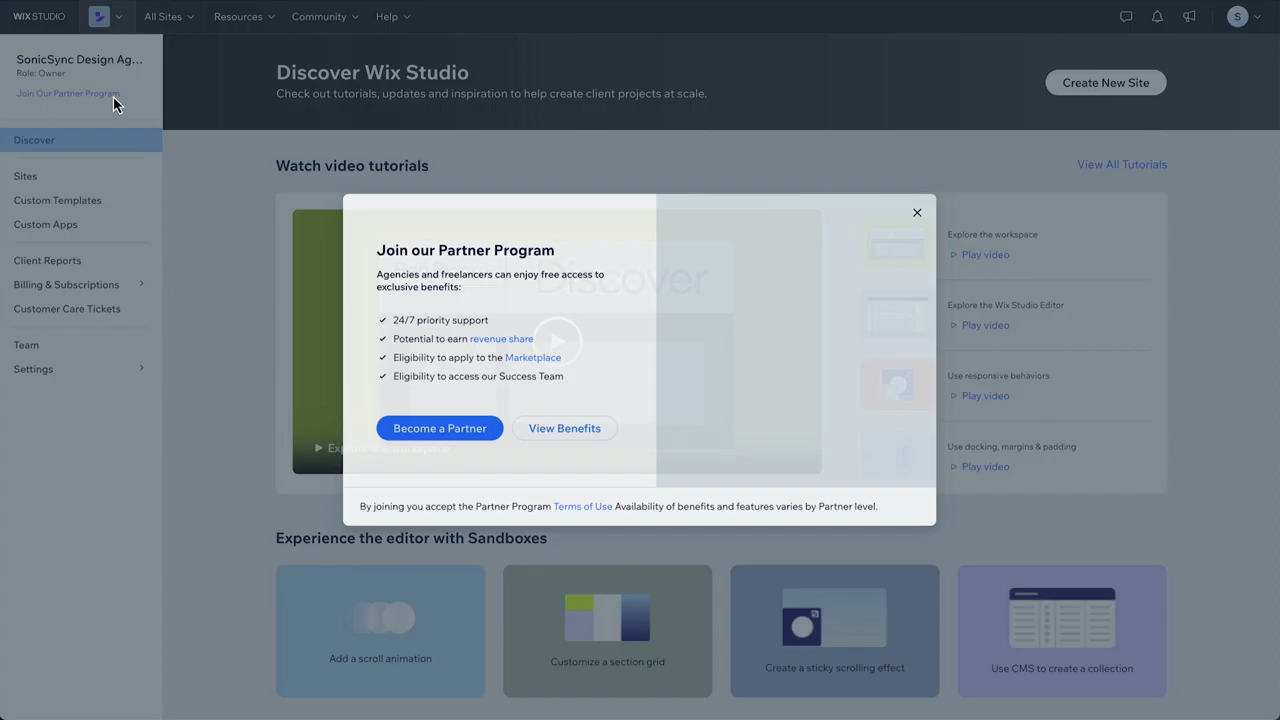 WIX STUDIO
All Sites
Resources
Community
Help
S
SonicSync Design Ag...
Role: Owner
Join Our Partner Program
Discover
Sites
Custom Templates
Custom Apps
Client Reports
Billing & Subscriptions
Customer Care Tickets
Team
Settings
Discover Wix Studio
Check out tutorials, updates and inspiration to help create client projects at scale.
Create New Site
Watch video tutorials
View All Tutorials
Discover
Explore the workspace
Explore the workspace
Play video
Explore the Wix Studio Editor
Play video
Use responsive behaviors
Play video
Use docking, margins & padding
Play video
Join our Partner Program
Agencies and freelancers can enjoy free access to
exclusive benefits:
24/7 priority support
Potential to earn revenue share
Eligibility to apply to the Marketplace
Eligibility to access our Success Team
Become a Partner
View Benefits
By joining you accept the Partner Program Terms of Use Availability of benefits and features varies by Partner level.
Experience the editor with Sandboxes
Add a scroll animation
Customize a section grid
Create a sticky scrolling effect
Use CMS to create a collection